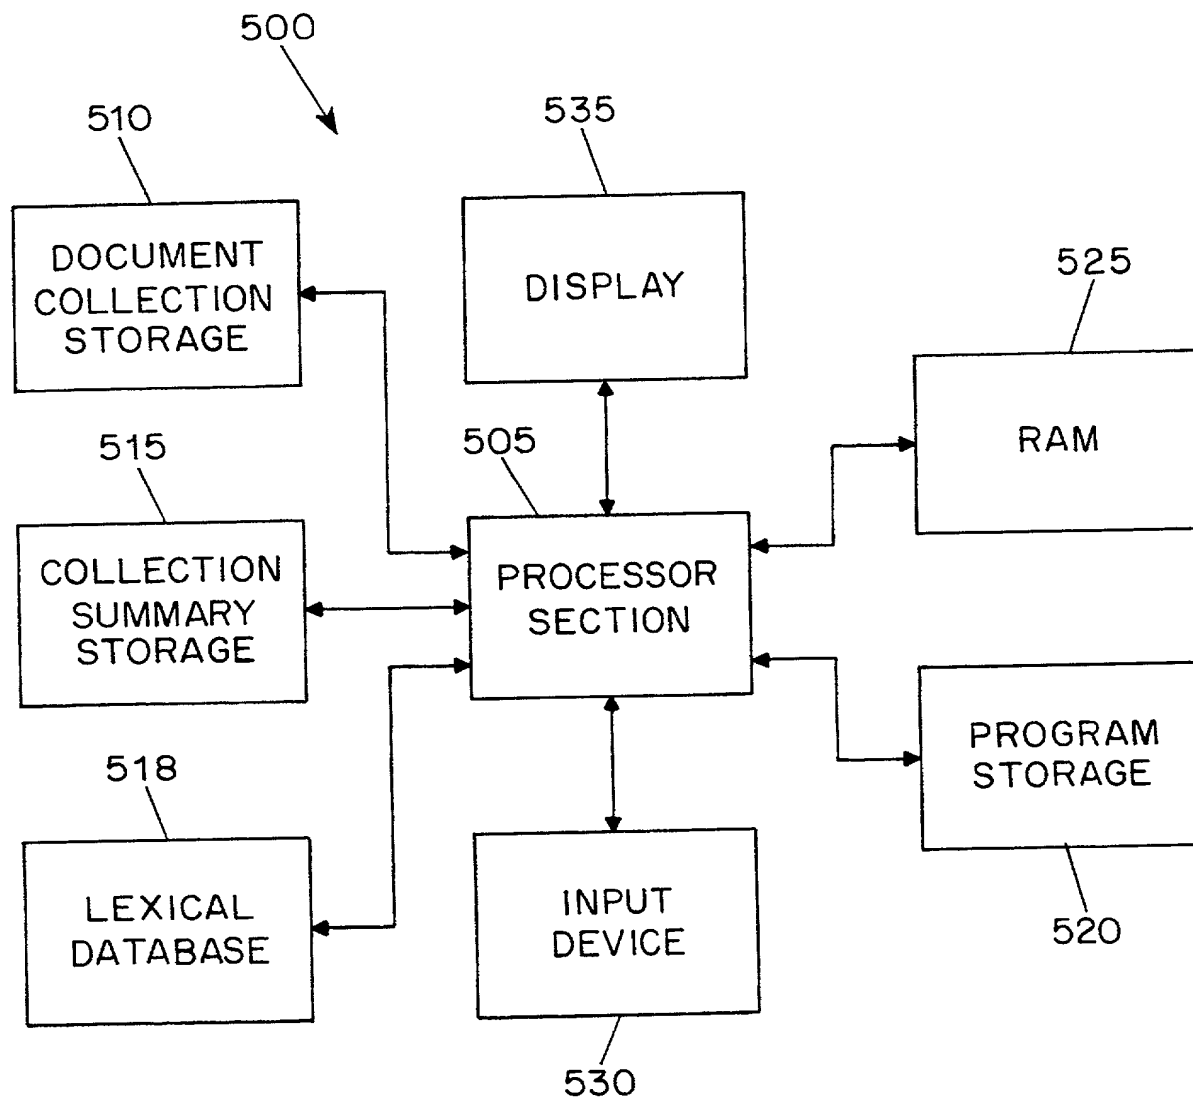 500
510
535
DOCUMENT
COLLECTION
STORAGE
DISPLAY
525
RAM
515
505
COLLECTION
SUMMARY
STORAGE
PROCESSOR
SECTION
PROGRAM
STORAGE
518
520
LEXICAL
DATABASE
INPUT
DEVICE
530